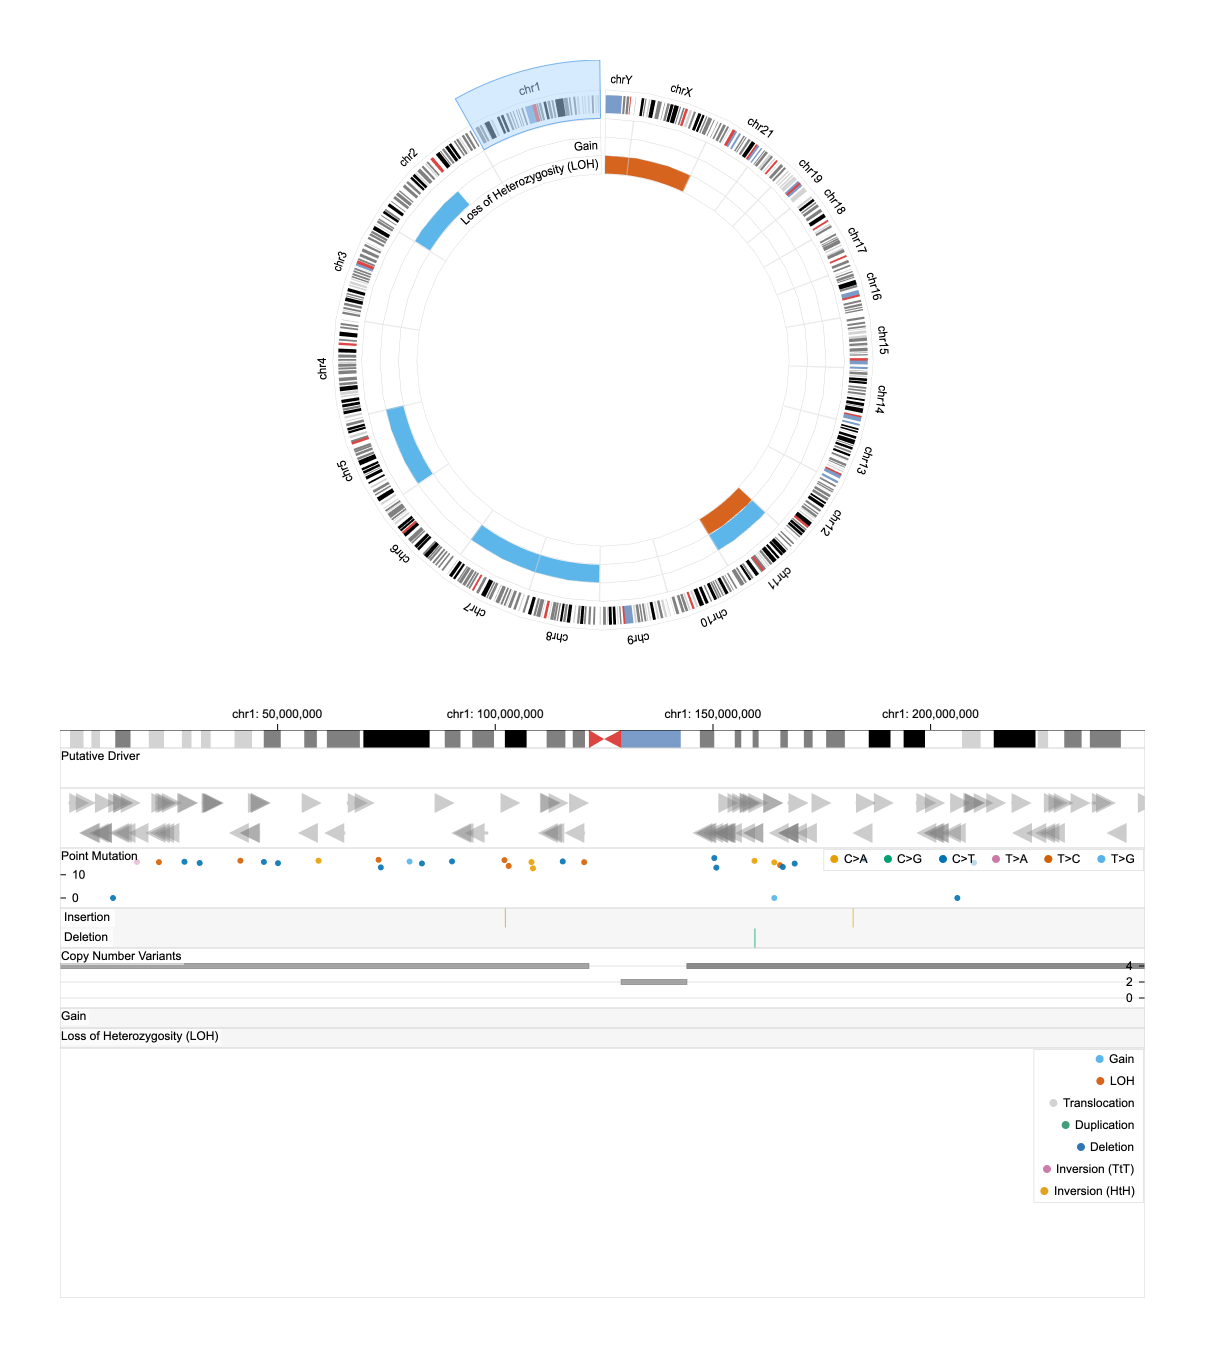 chrY
chrX
chr21
chr19
chr18
chr17
chr16
chr15
chr14
chr13
chr12
chr11
chr10
chr9
chr8
chr7
chr6
chr5
chr4
chr3
chr2
chr1
Gain
Loss of Heterozygosity (LOH)
chr1: 50,000,000 chr1: 100,000,000 chr1: 150,000,000 chr1: 200,000,000
Putative Driver
Point Mutation
C>A C>G C>T T>A T>C T>G
10
0
Insertion
Deletion
Copy Number Variants
4
2
0
Gain
Loss of Heterozygosity (LOH)
Gain
LOH
Translocation
Duplication
Deletion
Inversion (TtT)
Inversion (HtH)